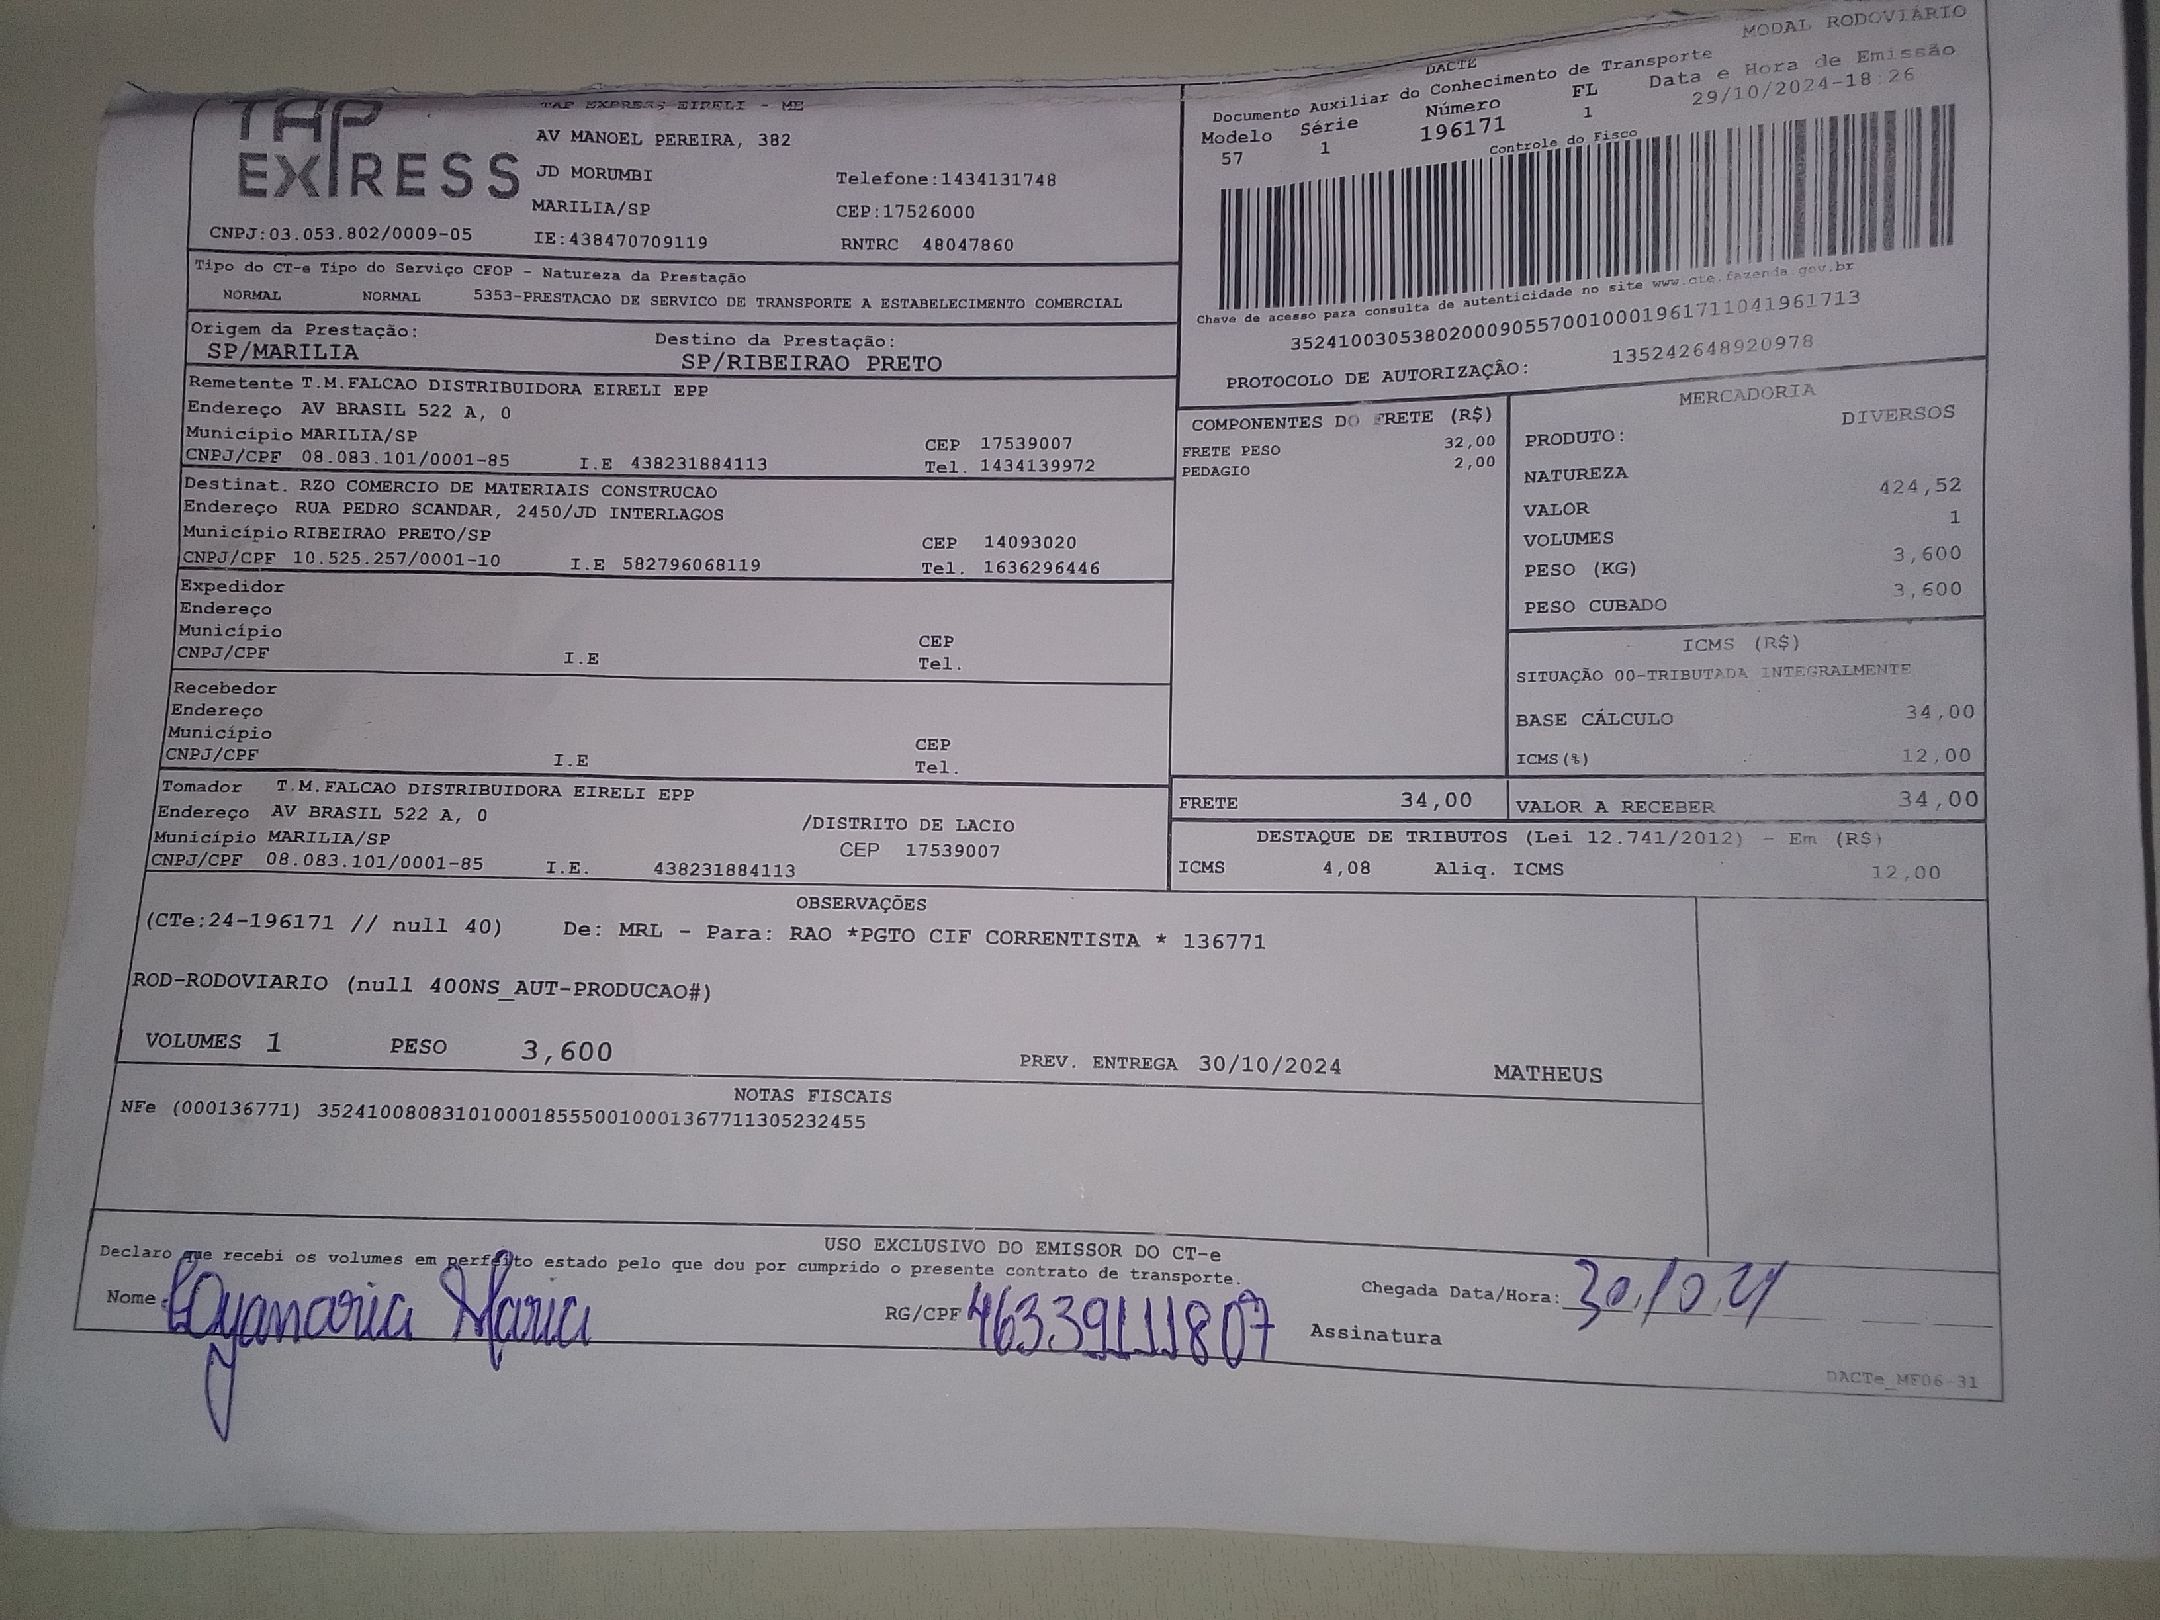 TAP EXPRESS
TAP EXPRESS EIRELI - ME
AV MANOEL PEREIRA, 382
JD MORUMBI Telefone:1434131748
MARILIA/SP CEP:17526000
CNPJ:03.053.802/0009-05 IE:438470709119 RNTRC 48047860
MODAL RODOVIÁRIO
DACTE
Documento Auxiliar do Conhecimento de Transporte
Modelo Série Número FL Data e Hora de Emissão
57 1 196171 1 29/10/2024-18:26
Controle do Fisco
Chave de acesso para consulta de autenticidade no site www.cte.fazenda.gov.br
35241003053802000905570010001961711041961713
PROTOCOLO DE AUTORIZAÇÂO: 135242648920978
Tipo do CT-e Tipo do Serviço CFOP - Natureza da Prestação
NORMAL NORMAL 5353-PRESTACAO DE SERVICO DE TRANSPORTE A ESTABELECIMENTO COMERCIAL
Origem da Prestação: Destino da Prestação:
SP/MARILIA SP/RIBEIRAO PRETO
Remetente T.M.FALCAO DISTRIBUIDORA EIRELI EPP
Endereço AV BRASIL 522 A, 0
Município MARILIA/SP CEP 17539007
CNPJ/CPF 08.083.101/0001-85 I.E 438231884113 Tel. 1434139972
Destinat. RZO COMERCIO DE MATERIAIS CONSTRUCAO
Endereço RUA PEDRO SCANDAR, 2450/JD INTERLAGOS
Município RIBEIRAO PRETO/SP CEP 14093020
CNPJ/CPF 10.525.257/0001-10 I.E 582796068119 Tel. 1636296446
Expedidor
Endereço
Município CEP
CNPJ/CPF I.E Tel.
Recebedor
Endereço
Município CEP
CNPJ/CPF I.E Tel.
Tomador T.M.FALCAO DISTRIBUIDORA EIRELI EPP
Endereço AV BRASIL 522 A, 0 /DISTRITO DE LACIO
Município MARILIA/SP CEP 17539007
CNPJ/CPF 08.083.101/0001-85 I.E. 438231884113
COMPONENTES DO FRETE (R$)
FRETE PESO 32,00
PEDAGIO 2,00
MERCADORIA
PRODUTO: DIVERSOS
NATUREZA
VALOR 424,52
VOLUMES 1
PESO (KG) 3,600
PESO CUBADO 3,600
ICMS (R$)
SITUAÇÃO 00-TRIBUTADA INTEGRALMENTE
BASE CÁLCULO 34,00
ICMS(%) 12,00
FRETE 34,00 VALOR A RECEBER 34,00
DESTAQUE DE TRIBUTOS (Lei 12.741/2012) - Em (R$)
ICMS 4,08 Aliq. ICMS 12,00
OBSERVAÇÕES
(CTe:24-196171 // null 40) De: MRL - Para: RAO *PGTO CIF CORRENTISTA * 136771
ROD-RODOVIARIO (null 400NS_AUT-PRODUCAO#)
VOLUMES 1 PESO 3,600 PREV. ENTREGA 30/10/2024 MATHEUS
NOTAS FISCAIS
NFe (000136771) 35241008083101000185550010001367711305232455
USO EXCLUSIVO DO EMISSOR DO CT-e
Declaro que recebi os volumes em perfeito estado pelo que dou por cumprido o presente contrato de transporte.
Nome Maria RG/CPF 46339111807 Chegada Data/Hora: 30/10/24
Assinatura
DACTe_MF06-31